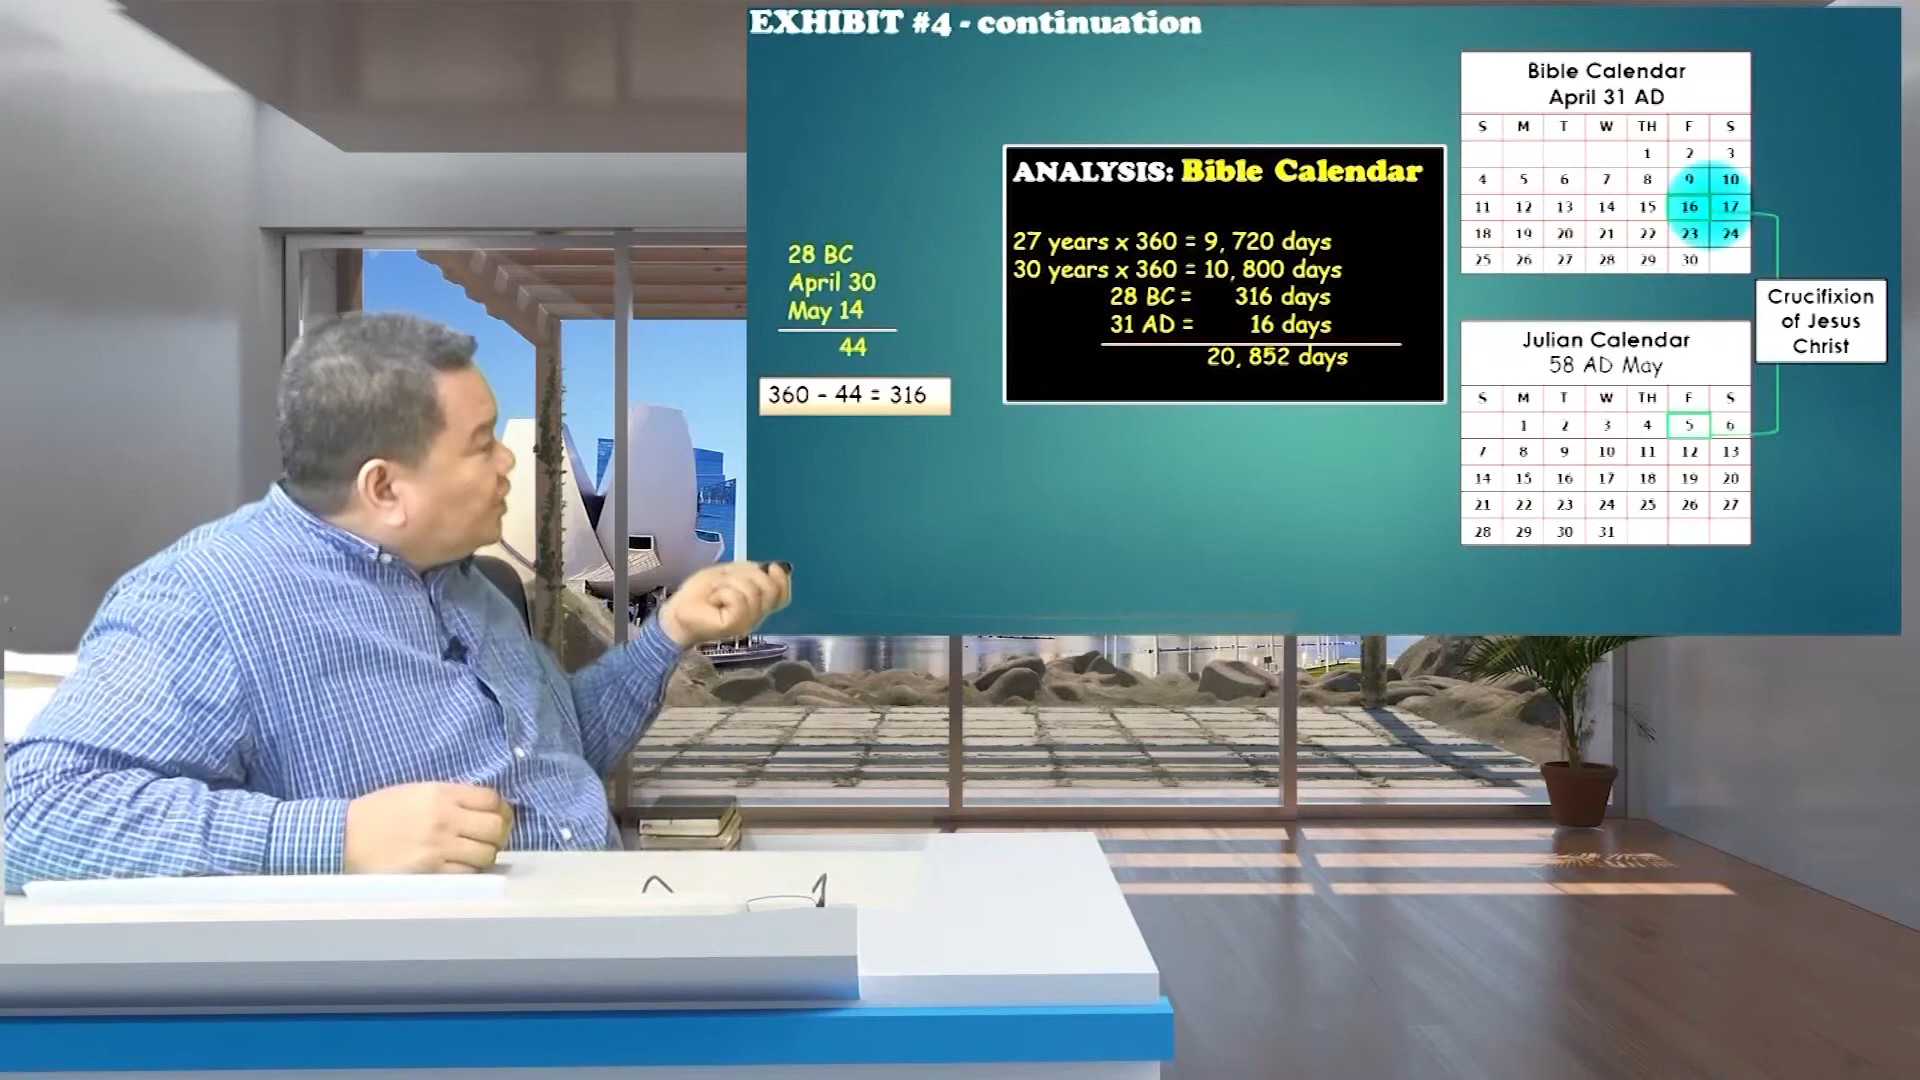 EXHIBIT #4 - continuation
28 BC
April 30
May 14
44
360 - 44 = 316
ANALYSIS: Bible Calendar
27 years x 360 = 9, 720 days
30 years x 360 = 10, 800 days
28 BC = 316 days
31 AD = 16 days
20, 852 days
Bible Calendar
April 31 AD
S M T W TH F S
1 2 3
4 5 6 7 8 9 10
11 12 13 14 15 16 17
18 19 20 21 22 23 24
25 26 27 28 29 30
Crucifixion
of Jesus
Christ
Julian Calendar
58 AD May
S M T W TH F S
1 2 3 4 5 6
7 8 9 10 11 12 13
14 15 16 17 18 19 20
21 22 23 24 25 26 27
28 29 30 31